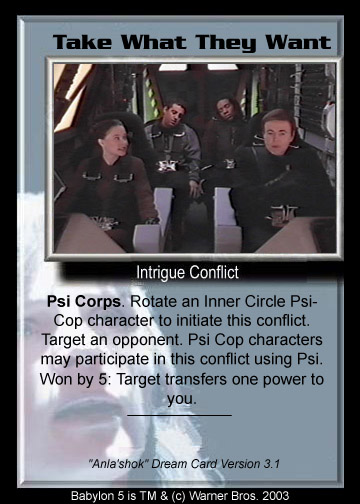 Take What They Want
Intrigue Conflict
Psi Corps. Rotate an Inner Circle Psi-
Cop character to initiate this conflict.
Target an opponent. Psi Cop characters
may participate in this conflict using Psi.
Won by 5: Target transfers one power to
you.
"Anla'shok" Dream Card Version 3.1
Babylon 5 is TM & (c) Warner Bros. 2003